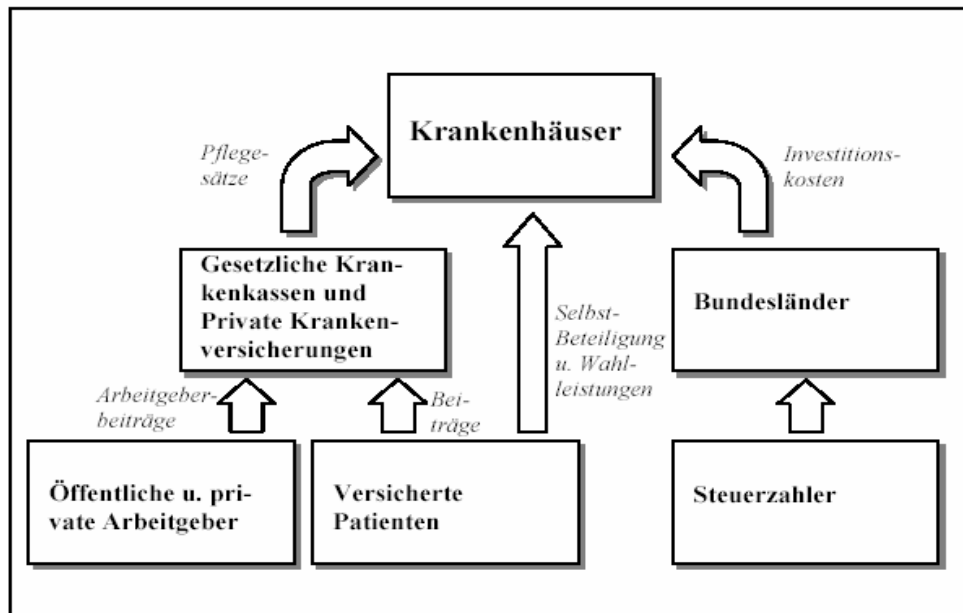 Krankenhäuser
Pflege-
sätze
Investitions-
kosten
Gesetzliche Kran-
kenkassen und
Private Kranken-
versicherungen
Bundesländer
Selbst-
Beteiligung
u. Wahl-
leistungen
Arbeitgeber-
beiträge
Bei-
träge
Öffentliche u. pri-
vate Arbeitgeber
Versicherte
Patienten
Steuerzahler